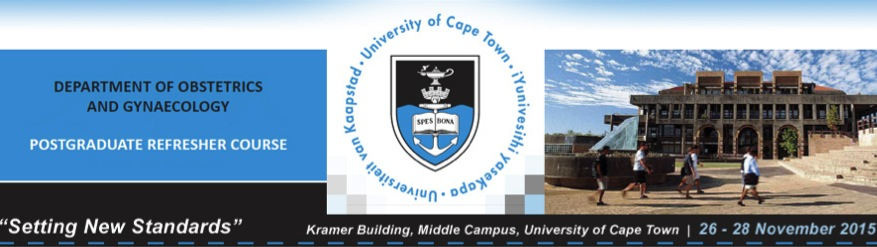 DEPARTMENT OF OBSTETRICS
AND GYNAECOLOGY
POSTGRADUATE REFRESHER COURSE
University of Cape Town • iYunivesithi yaseKapa • Universiteit van Kaapstad •
SPES BONA
"Setting New Standards"
Kramer Building, Middle Campus, University of Cape Town | 26 - 28 November 2015